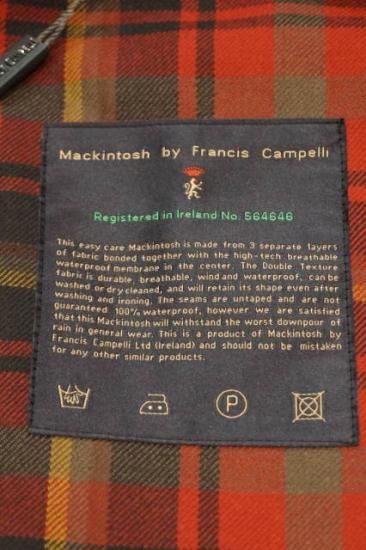 Mackintosh by Francis Campelli
Registered in Ireland No. 564646
This easy care Mackintosh is made from 3 separate layers
of fabric bonded together with the high-tech breathable
waterproof membrane in the center. The Double Texture
fabric is durable, breathable, wind and waterproof, can be
washed or dry cleaned, and will retain its shape even after
washing and ironing. The seams are untaped and are not
guaranteed 100% waterproof, however we are satisfied
that this Mackintosh will withstand the worst downpour of
rain in general wear. This is a product of Mackintosh by
Francis Campelli Ltd (Ireland) and should not be mistaken
for any other similar products.
P